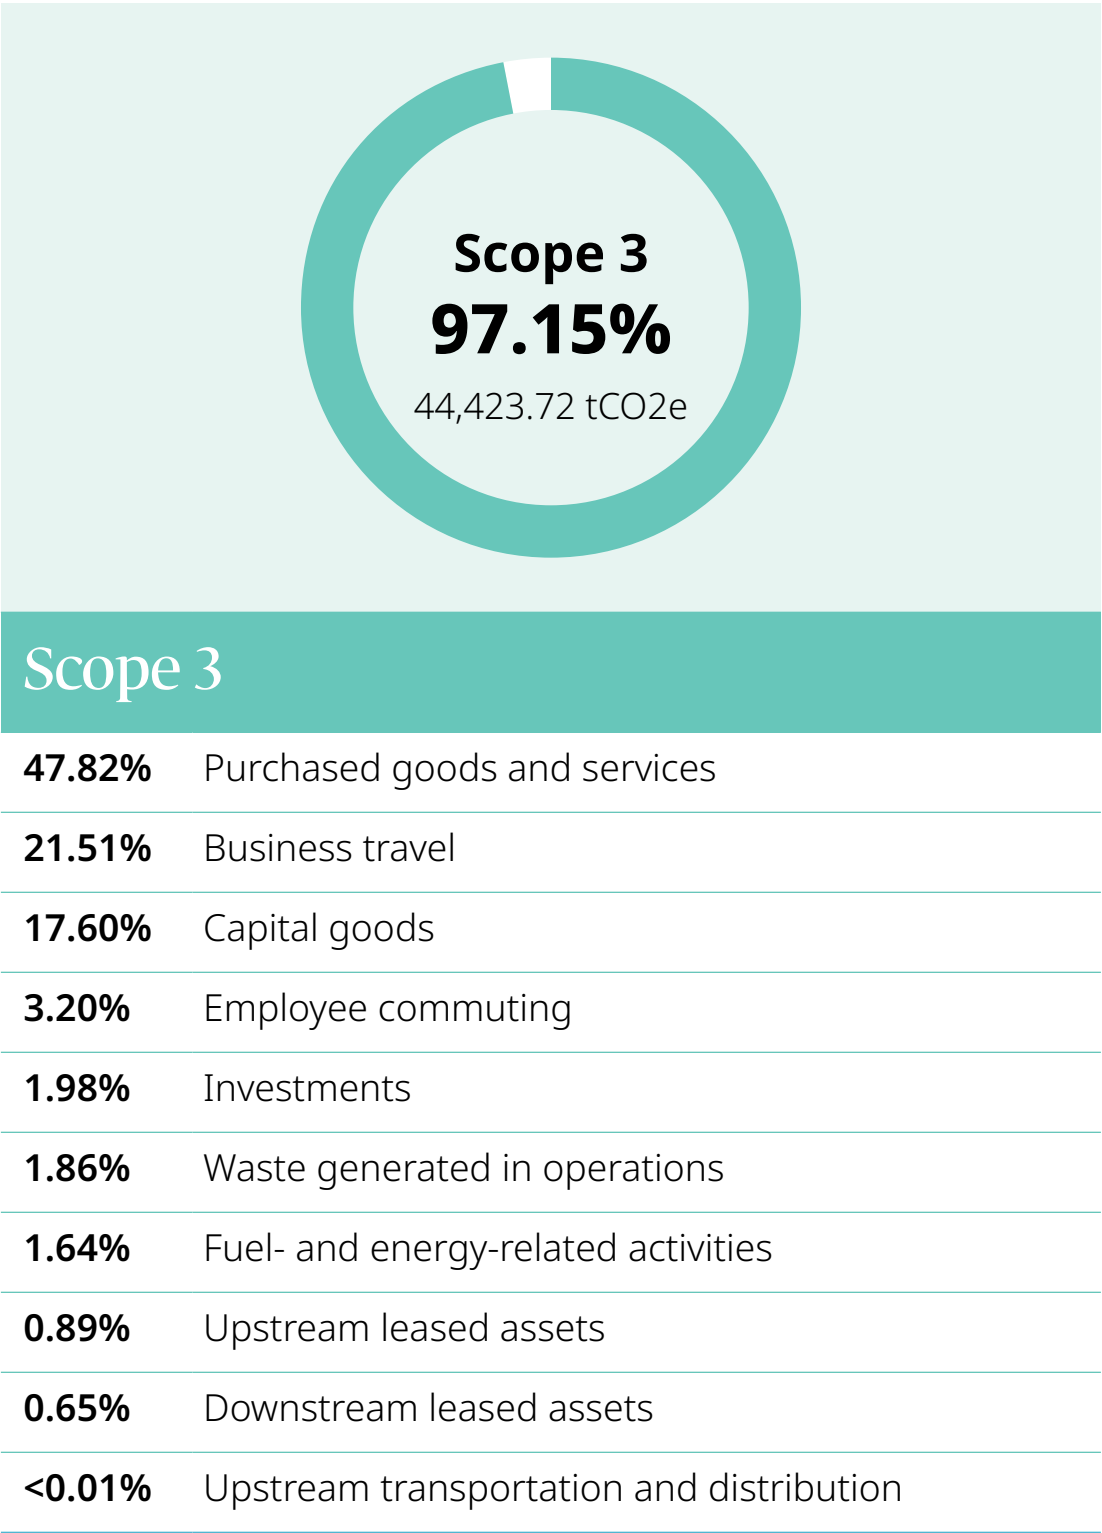 Scope 3
97.15%
44,423.72 tCO2e
Scope 3
47.82% Purchased goods and services
21.51% Business travel
17.60% Capital goods
3.20% Employee commuting
1.98% Investments
1.86% Waste generated in operations
1.64% Fuel- and energy-related activities
0.89% Upstream leased assets
0.65% Downstream leased assets
<0.01% Upstream transportation and distribution